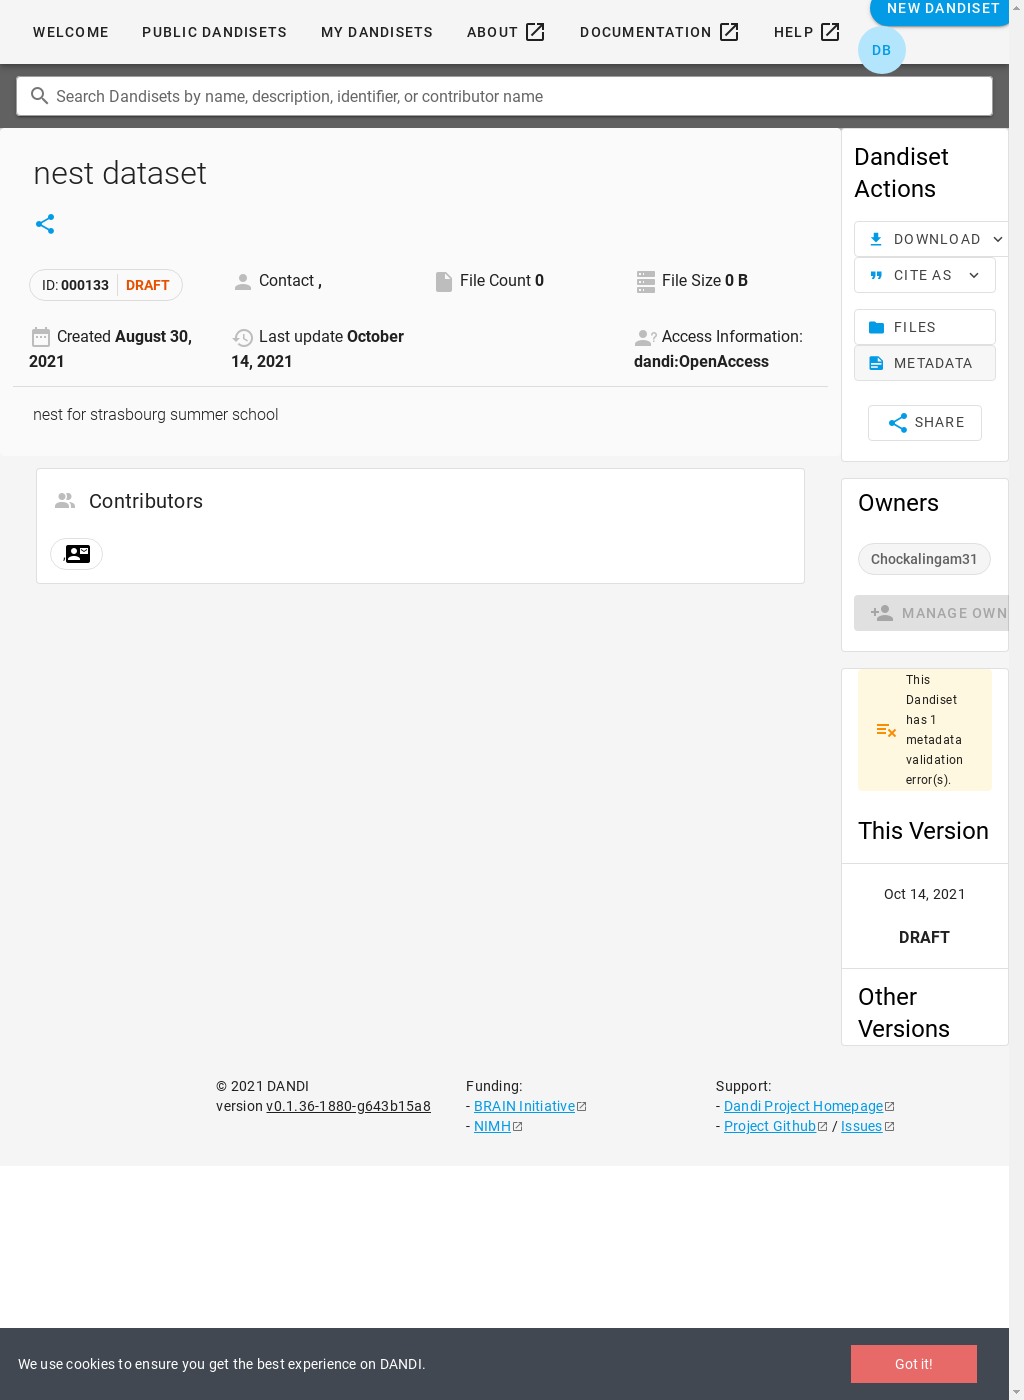 WELCOME
PUBLIC DANDISETS
MY DANDISETS
ABOUT
DOCUMENTATION
HELP
NEW DANDISET
DB
Search Dandisets by name, description, identifier, or contributor name
nest dataset
ID: 000133
DRAFT
Contact ,
File Count 0
File Size 0 B
Created August 30,
2021
Last update October
14, 2021
Access Information:
dandi:OpenAccess
nest for strasbourg summer school
Contributors
,
Dandiset
Actions
DOWNLOAD
CITE AS
FILES
METADATA
SHARE
Owners
Chockalingam31
MANAGE OWN
This
Dandiset
has 1
metadata
validation
error(s).
This Version
Oct 14, 2021
DRAFT
Other
Versions
© 2021 DANDI
version v0.1.36-1880-g643b15a8
Funding:
- BRAIN Initiative
- NIMH
Support:
- Dandi Project Homepage
- Project Github / Issues
We use cookies to ensure you get the best experience on DANDI.
Got it!